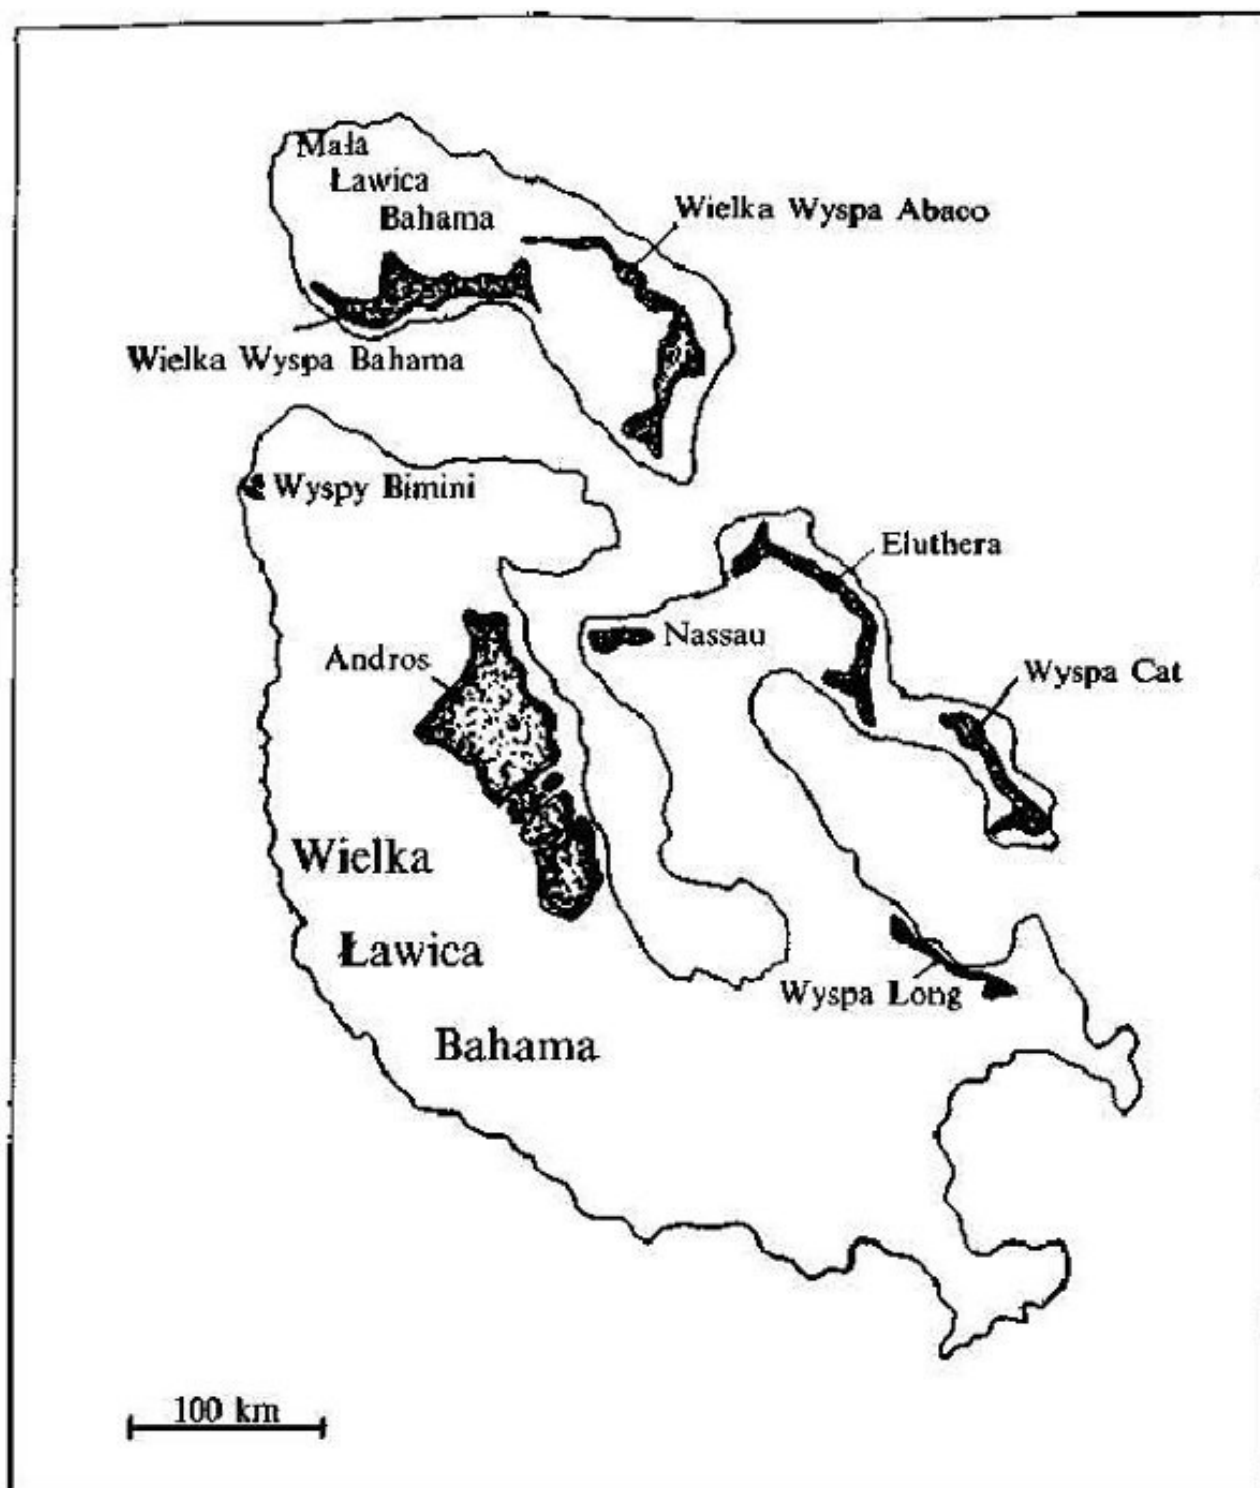 Mała
Ławica
Bahama
Wielka Wyspa Abaco
Wielka Wyspa Bahama
Wyspy Bimini
Eluthera
Nassau
Andros
Wyspa Cat
Wielka
Ławica
Wyspa Long
Bahama
100 km